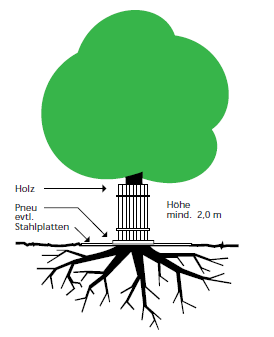 Holz
Pneu
evtl.
Stahlplatten
Höhe
mind. 2,0 m